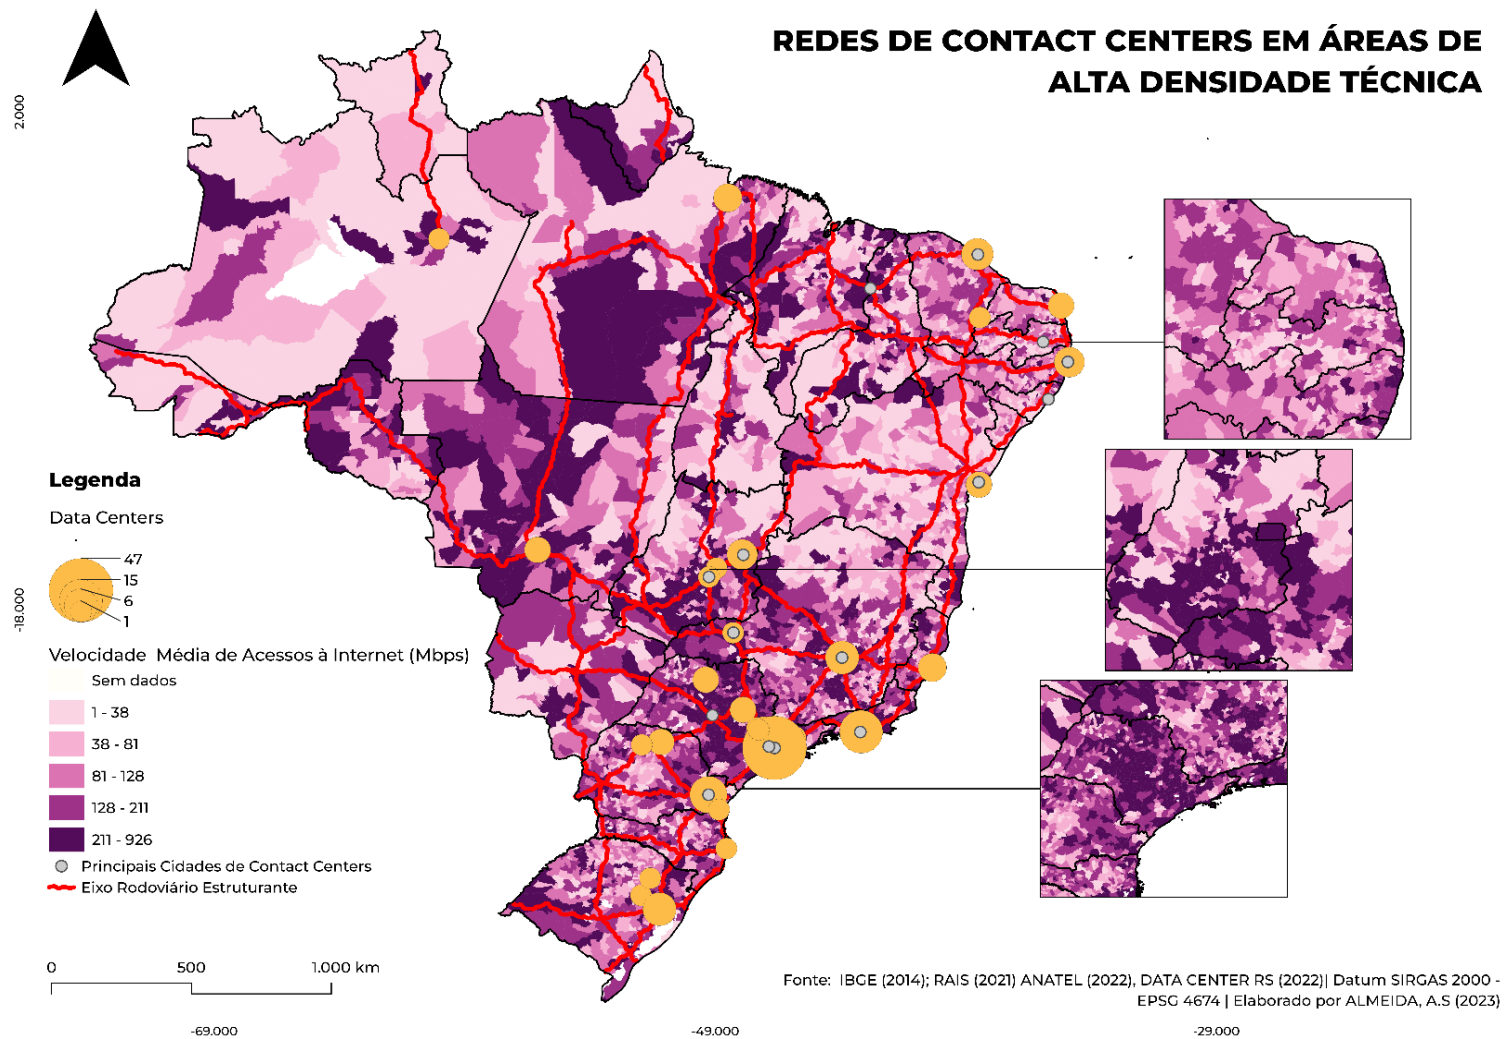 REDES DE CONTACT CENTERS EM ÁREAS DE
ALTA DENSIDADE TÉCNICA
2.000
-18.000
Legenda
Data Centers
47
15
6
1
Velocidade Média de Acessos à Internet (Mbps)
Sem dados
1 - 38
38 - 81
81 - 128
128 - 211
211 - 926
Principais Cidades de Contact Centers
Eixo Rodoviário Estruturante
0 500 1.000 km
Fonte: IBGE (2014); RAIS (2021) ANATEL (2022), DATA CENTER RS (2022)| Datum SIRGAS 2000 -
EPSG 4674 | Elaborado por ALMEIDA, A.S (2023)
-69.000 -49.000 -29.000